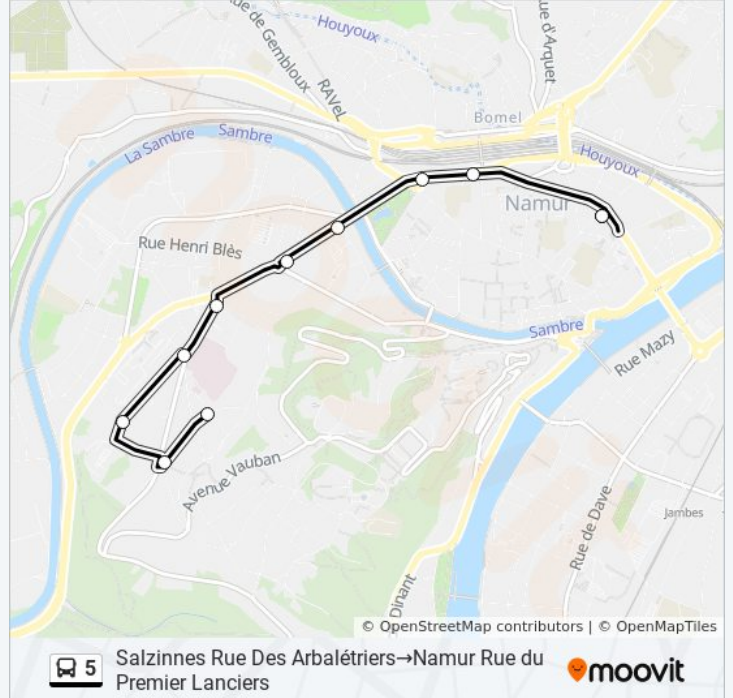 Rue de Gembloux
Houyoux
Rue d'Arquet
RAVeL
Bomel
La Sambre
Sambre
Houyoux
Namur
Rue Henri Blès
Sambre
Rue Mazy
Avenue Vauban
Rue de Dave
Jambes
Dinant
© OpenStreetMap contributors | © OpenMapTiles
5
Salzinnes Rue Des Arbalétriers→Namur Rue du
Premier Lanciers
moovit